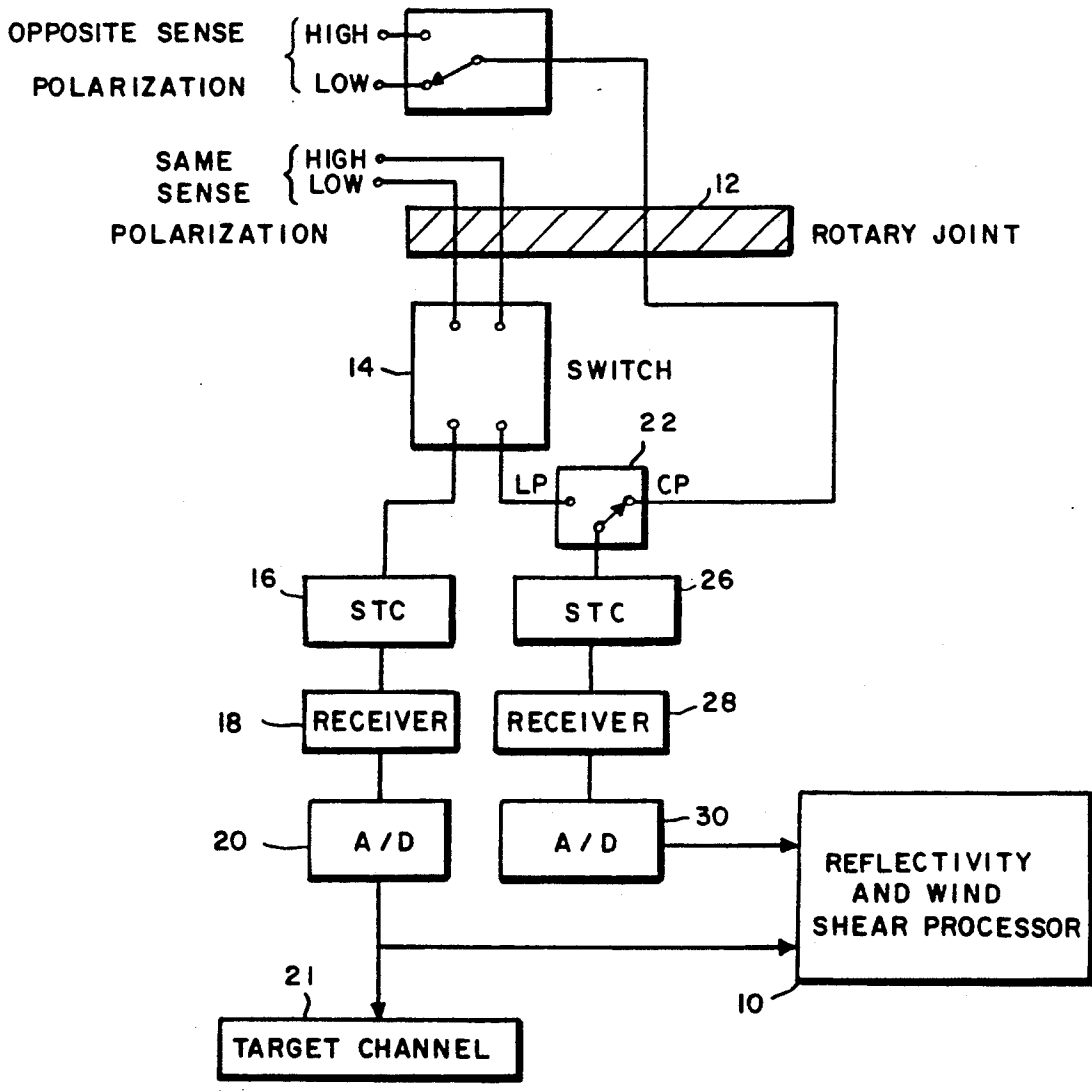 OPPOSITE SENSE
POLARIZATION
HIGH
LOW
SAME
SENSE
POLARIZATION
HIGH
LOW
12
ROTARY JOINT
14
SWITCH
22
LP
CP
16
STC
26
STC
18
RECEIVER
28
RECEIVER
20
A/D
30
A/D
REFLECTIVITY
AND WIND
SHEAR PROCESSOR
10
21
TARGET CHANNEL